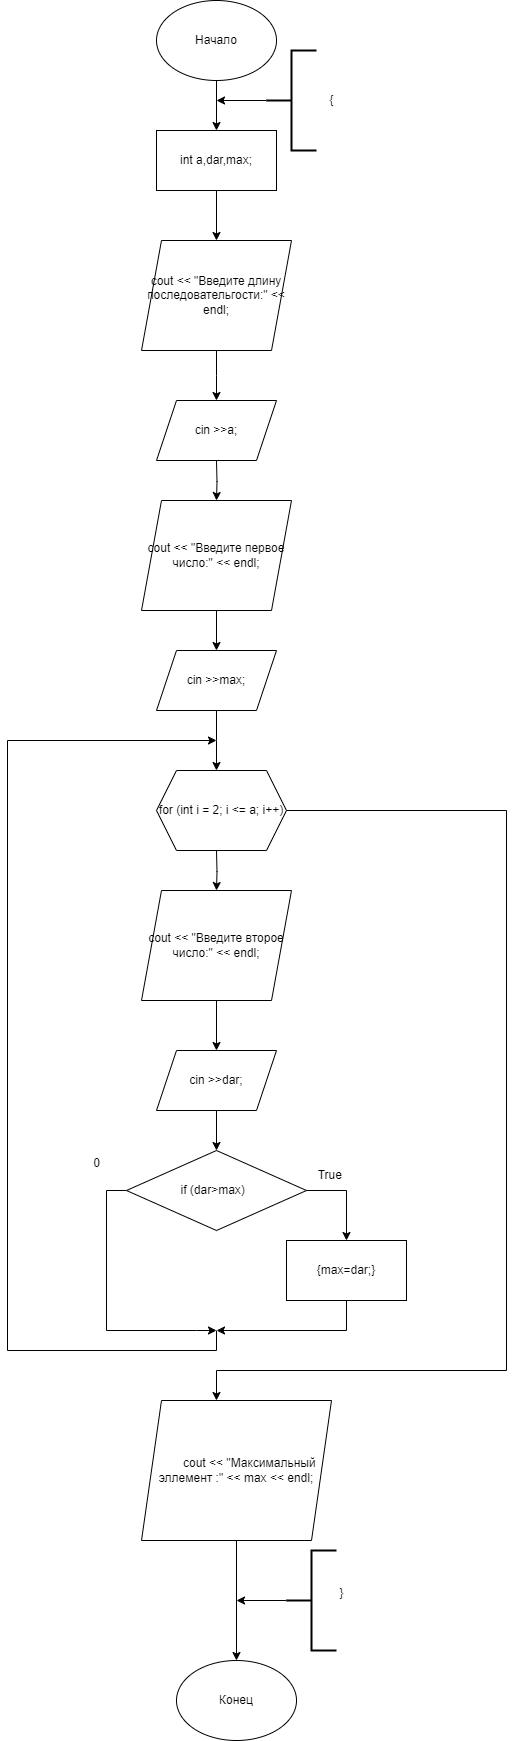 Начало
{
int a,dar,max;
cout << "Введите длину
последовательгости:" <<
endl;
cin >>a;
cout << "Введите первое
число:" << endl;
cin >>max;
for (int i = 2; i <= a; i++)
cout << "Введите второе
число:" << endl;
cin >>dar;
0
True
if (dar>max)
{max=dar;}
cout << "Максимальный
эллемент :" << max << endl;
}
Конец